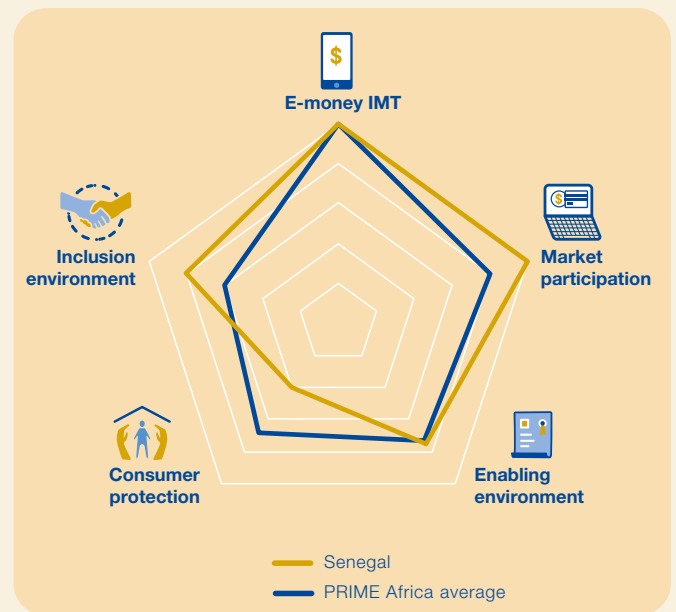 $
E-money IMT
$
Inclusion
environment
Market
participation
Consumer
protection
Enabling
environment
Senegal
PRIME Africa average